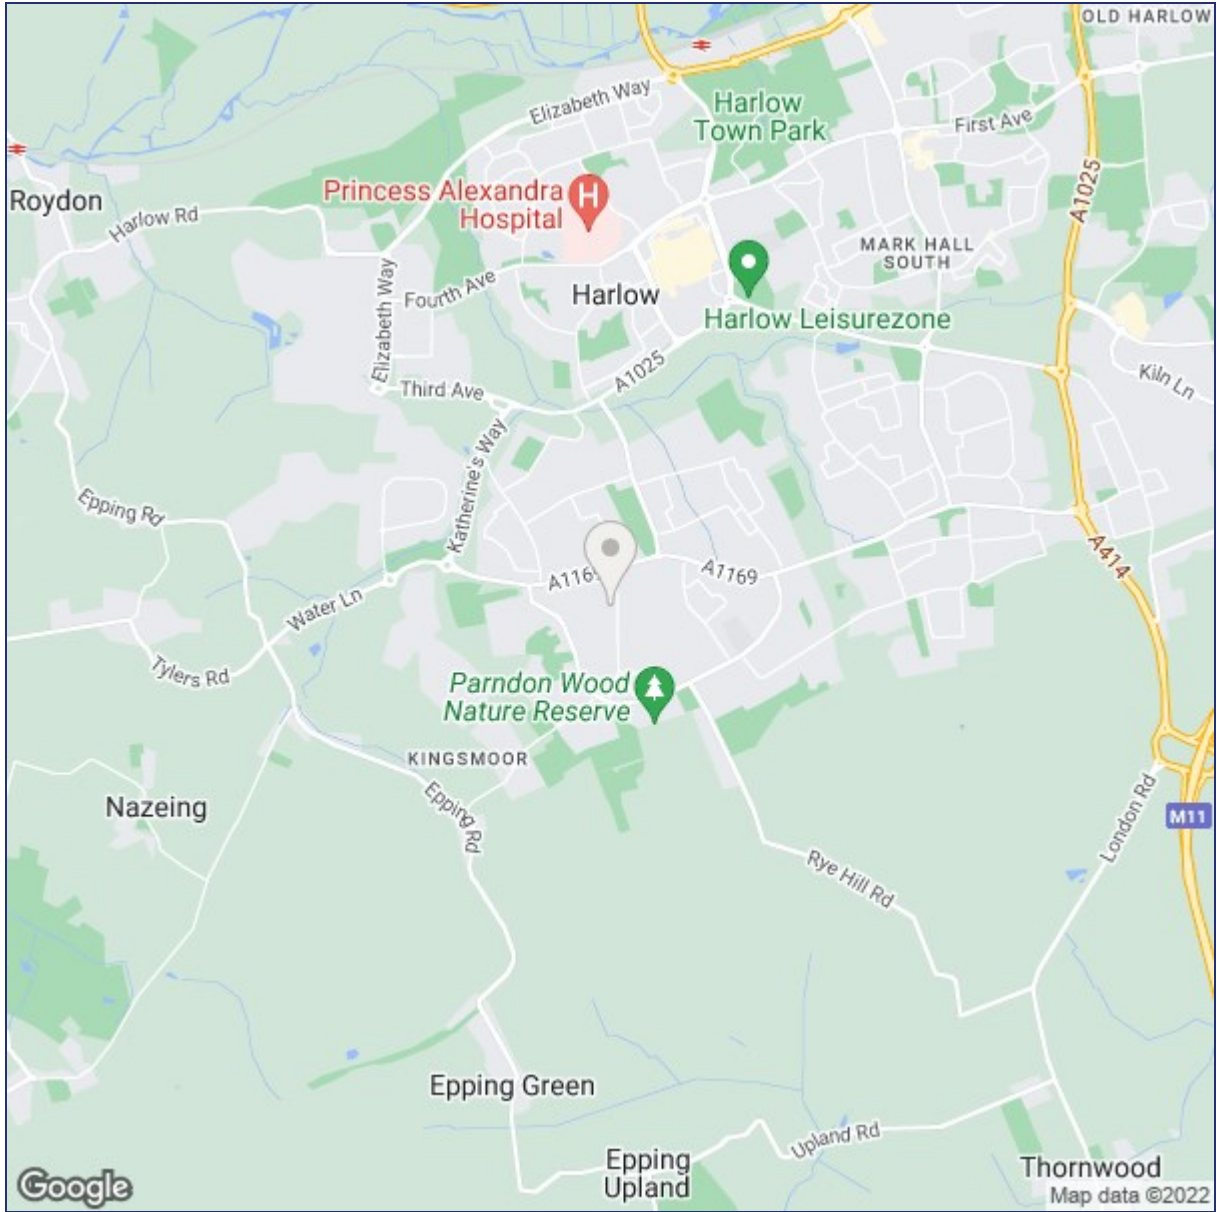 OLD HARLOW
Elizabeth Way
Harlow
Town Park
First Ave
A1025
Princess Alexandra
Hospital
H
Roydon
Harlow Rd
MARK HALL
SOUTH
Elizabeth Way
Fourth Ave
Harlow
Harlow Leisurezone
A1025
Third Ave
Kiln Ln
Katherine's Way
Epping Rd
A1169
A1169
A414
Water Ln
Tylers Rd
Parndon Wood
Nature Reserve
KINGSMOOR
Nazeing
Epping Rd
M11
London Rd
Rye Hill Rd
Epping Green
Upland Rd
Epping
Upland
Thornwood
Google
Map data ©2022